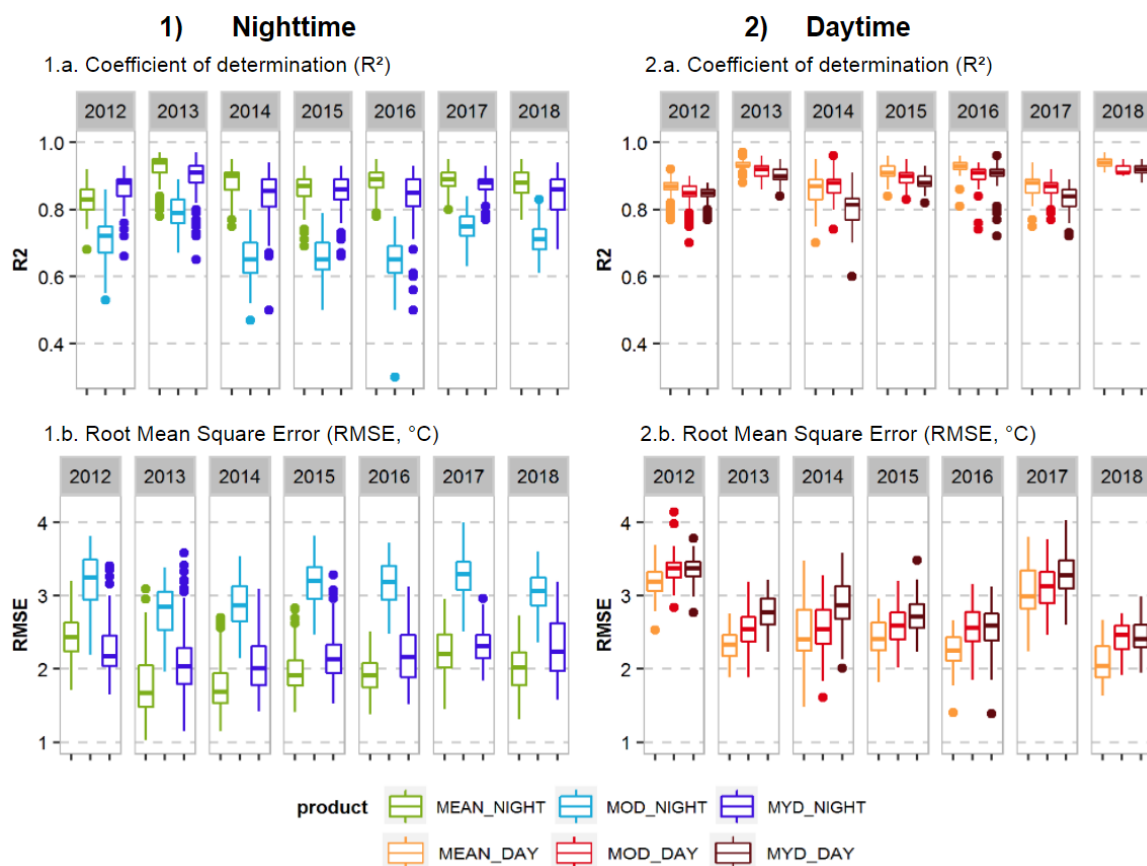 1) Nighttime
2) Daytime
1.a. Coefficient of determination (R²)
2.a. Coefficient of determination (R²)
2012 2013 2014 2015 2016 2017 2018
2012 2013 2014 2015 2016 2017 2018
1.0
0.8
0.6
0.4
R2
1.0
0.8
0.6
0.4
R2
1.b. Root Mean Square Error (RMSE, °C)
2.b. Root Mean Square Error (RMSE, °C)
2012 2013 2014 2015 2016 2017 2018
2012 2013 2014 2015 2016 2017 2018
4
3
2
1
RMSE
4
3
2
1
RMSE
product MEAN_NIGHT MOD_NIGHT MYD_NIGHT
MEAN_DAY MOD_DAY MYD_DAY